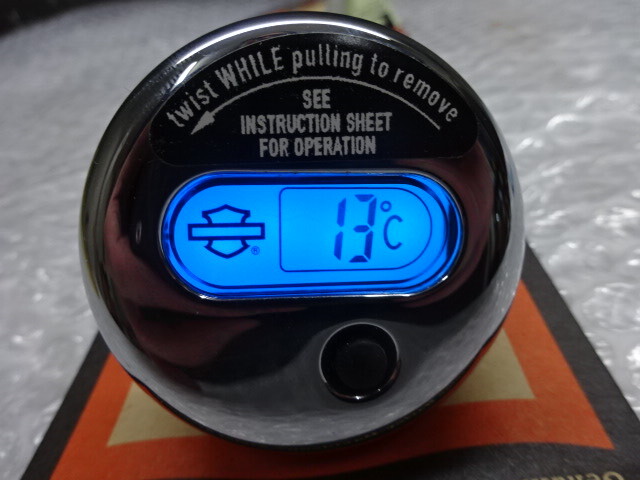 twist WHILE pulling to remove
SEE
INSTRUCTION SHEET
FOR OPERATION
®
13°C